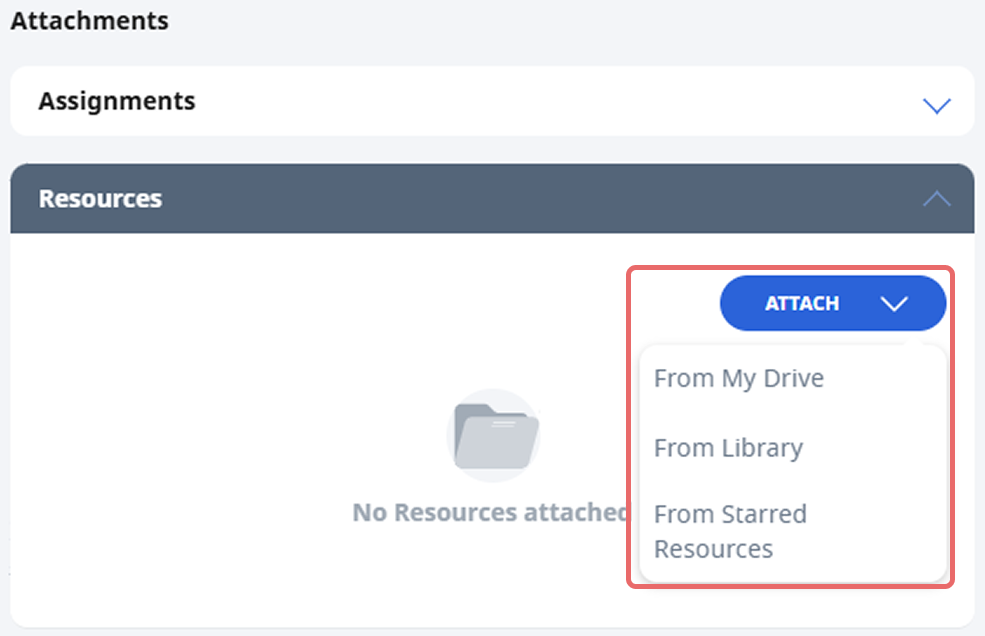 Attachments
Assignments
Resources
ATTACH
From My Drive
From Library
No Resources attached
From Starred
Resources